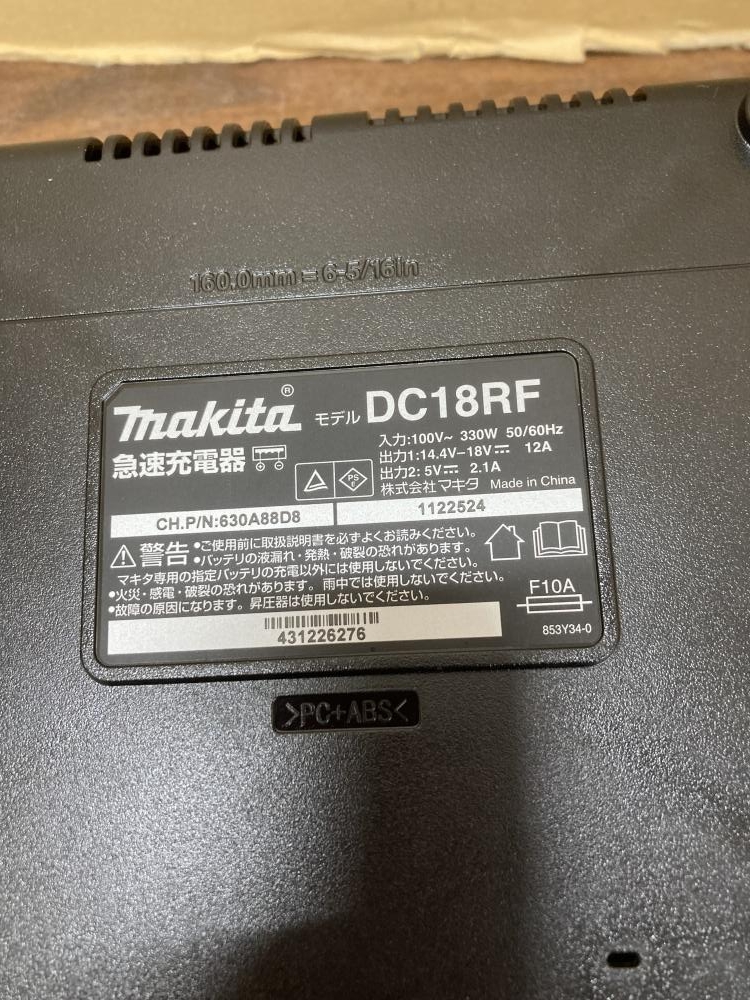 160.0mm=6-5/16in
makita® モデル DC18RF
急速充電器
入力:100V~ 330W 50/60Hz
出力1:14.4V-18V⎓ 12A
出力2:5V⎓ 2.1A
株式会社マキタ Made in China
PS
E
CH.P/N:630A88D8
1122524
警告 •ご使用前に取扱説明書を必ずよくお読みください。
•バッテリの液漏れ・発熱・破裂の恐れがあります。
マキタ専用の指定バッテリの充電以外には使用しないでください。
•火災・感電・破裂の恐れがあります。雨中では使用しないでください。
•故障の原因になります。昇圧器は使用しないでください。
F10A
431226276
853Y34-0
>PC+ABS<